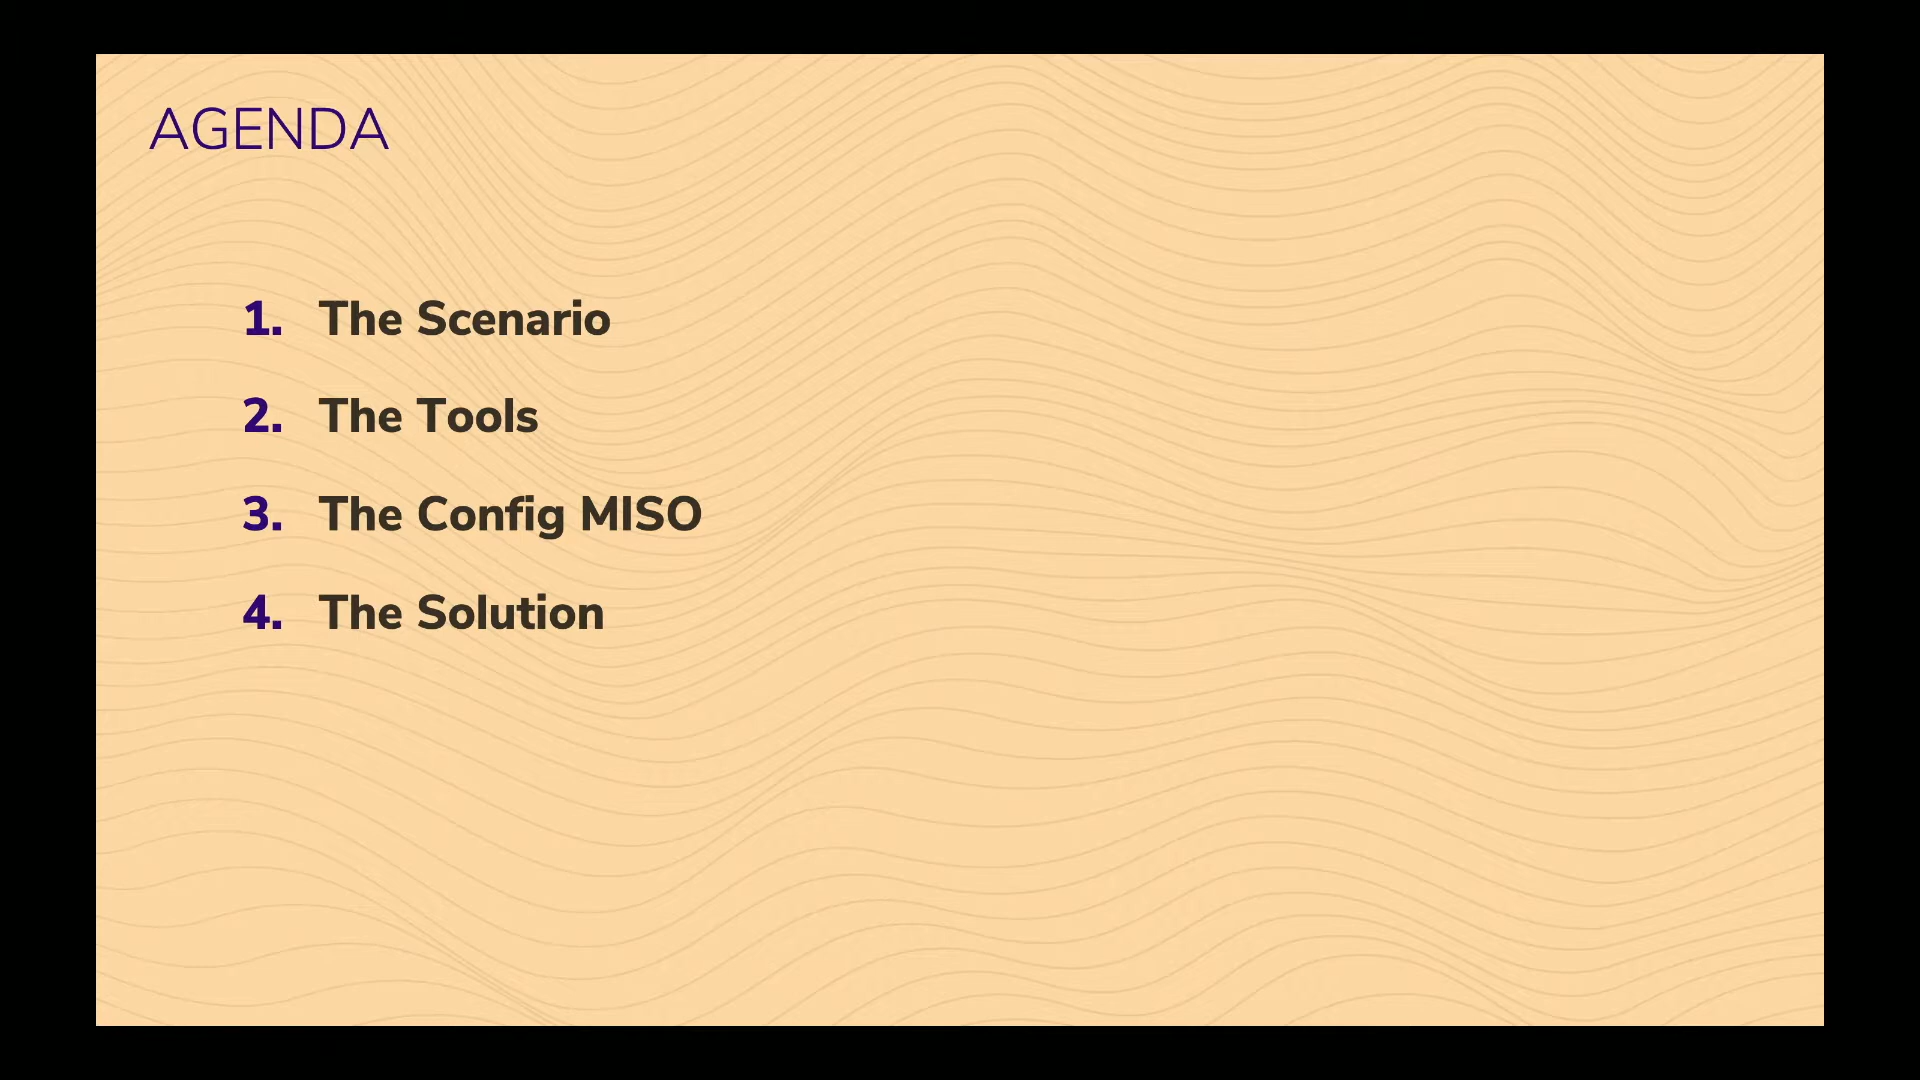 AGENDA
1. The Scenario
2. The Tools
3. The Config MISO
4. The Solution